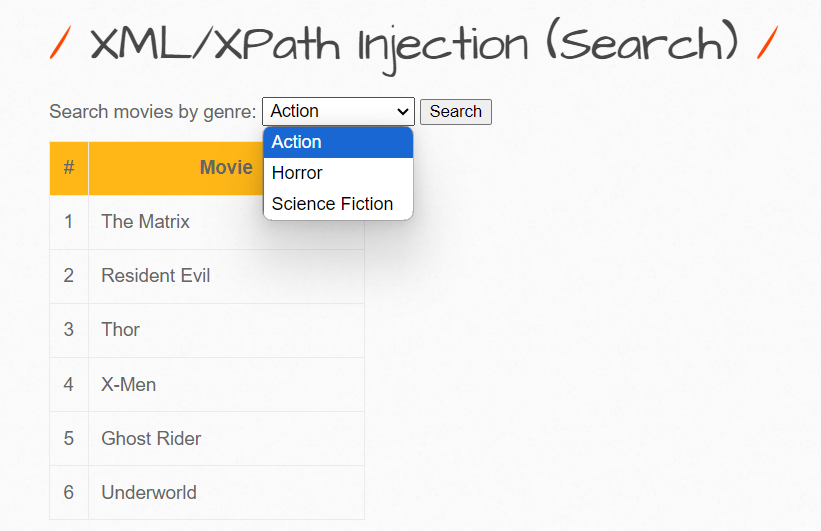 / XML/XPath Injection (Search) /
Search movies by genre: Action Search
Action
# Movie
Horror
Science Fiction
1 The Matrix
2 Resident Evil
3 Thor
4 X-Men
5 Ghost Rider
6 Underworld